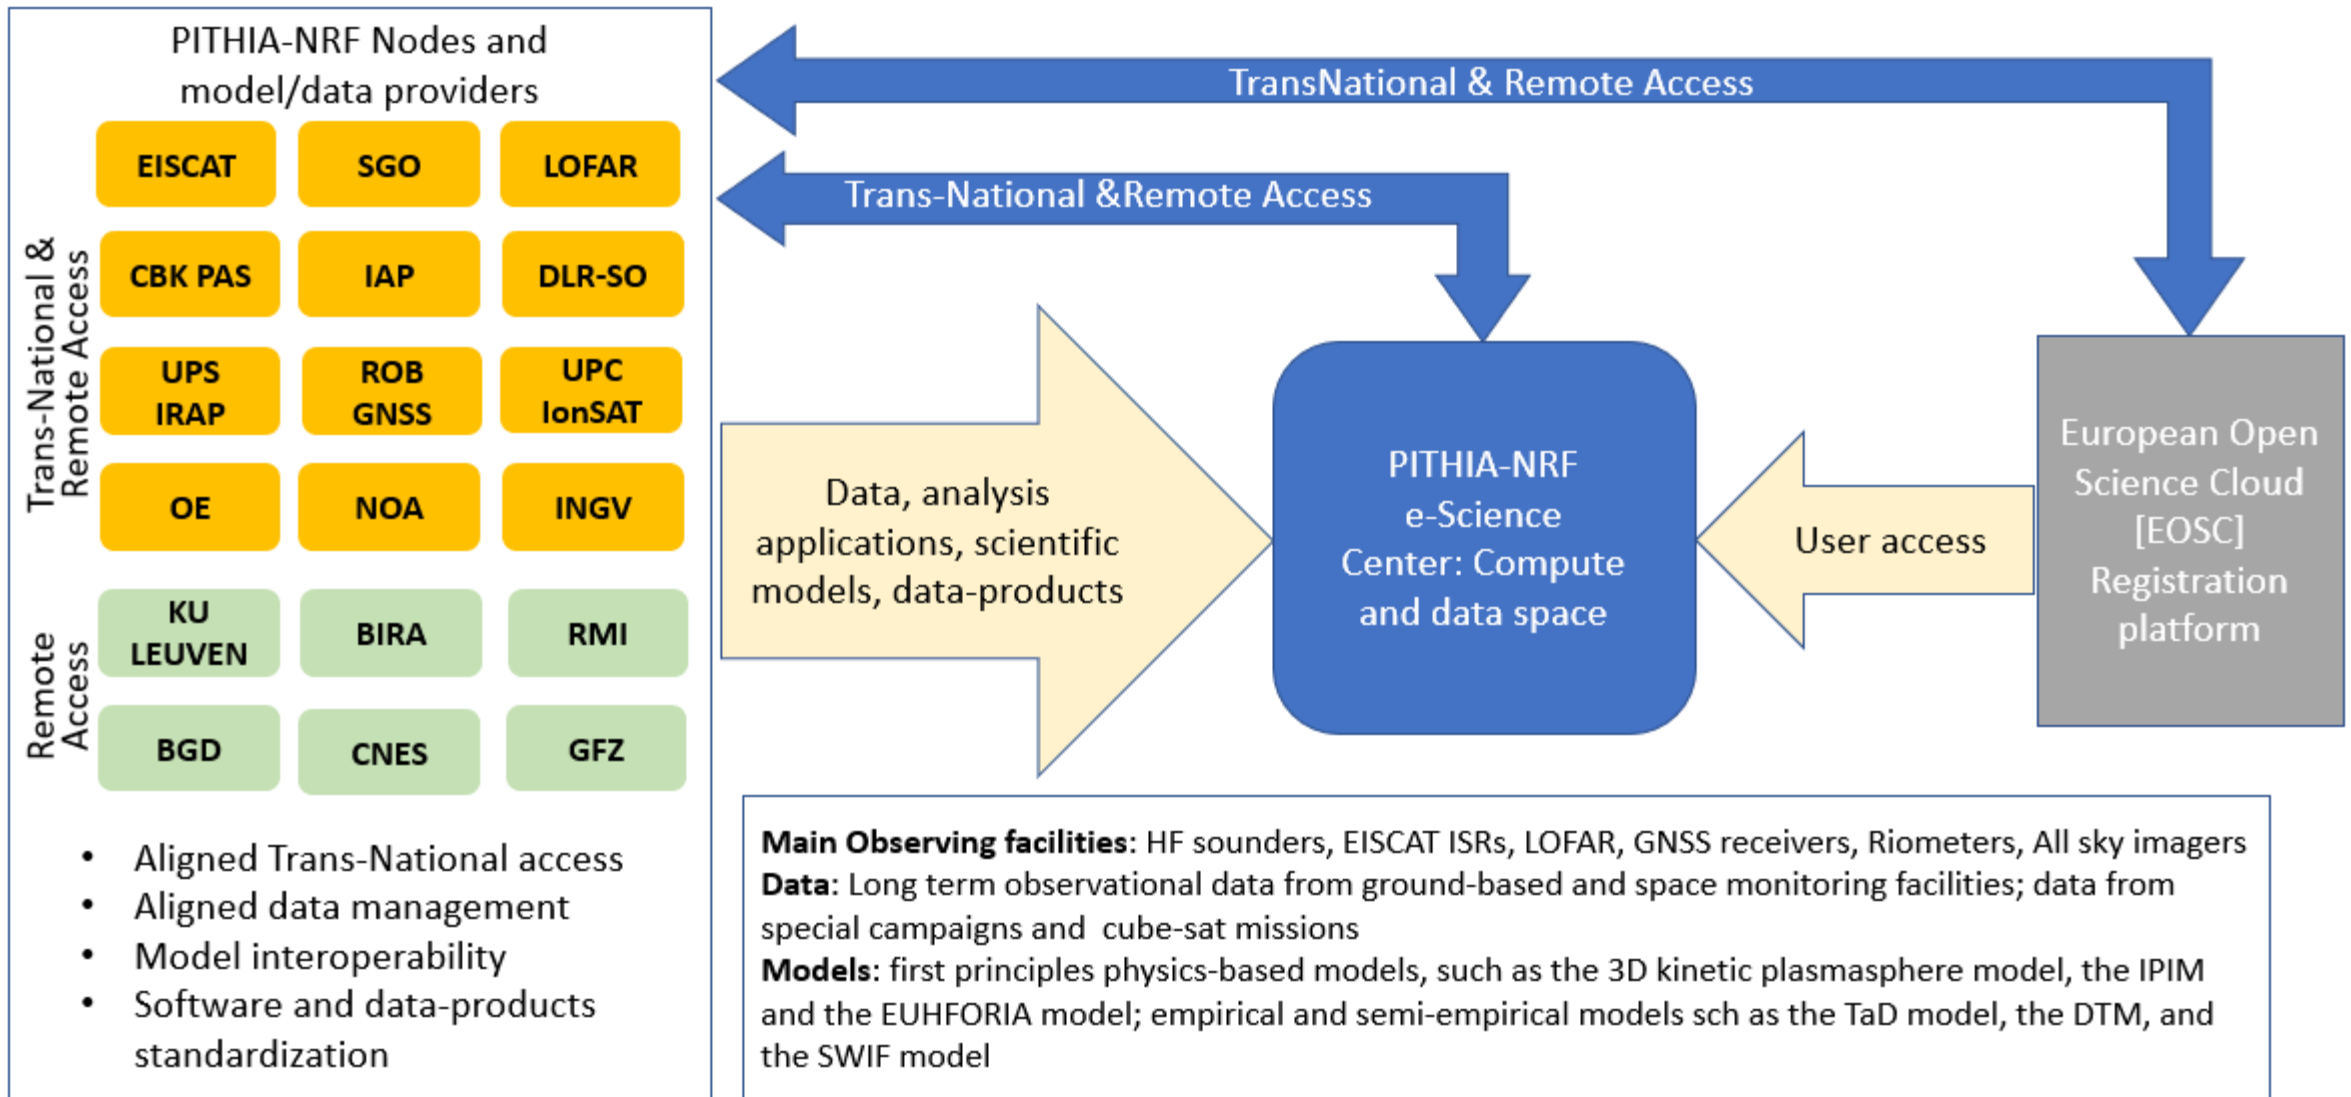 PITHIA-NRF Nodes and
model/data providers
Trans-National &
Remote Access
EISCAT
SGO
LOFAR
CBK PAS
IAP
DLR-SO
UPS
IRAP
ROB
GNSS
UPC
IonSAT
OE
NOA
INGV
Remote
Access
KU
LEUVEN
BIRA
RMI
BGD
CNES
GFZ
• Aligned Trans-National access
• Aligned data management
• Model interoperability
• Software and data-products
standardization
TransNational & Remote Access
Trans-National &Remote Access
Data, analysis
applications, scientific
models, data-products
PITHIA-NRF
e-Science
Center: Compute
and data space
User access
European Open
Science Cloud
[EOSC]
Registration
platform
Main Observing facilities: HF sounders, EISCAT ISRs, LOFAR, GNSS receivers, Riometers, All sky imagers
Data: Long term observational data from ground-based and space monitoring facilities; data from
special campaigns and cube-sat missions
Models: first principles physics-based models, such as the 3D kinetic plasmasphere model, the IPIM
and the EUHFORIA model; empirical and semi-empirical models sch as the TaD model, the DTM, and
the SWIF model